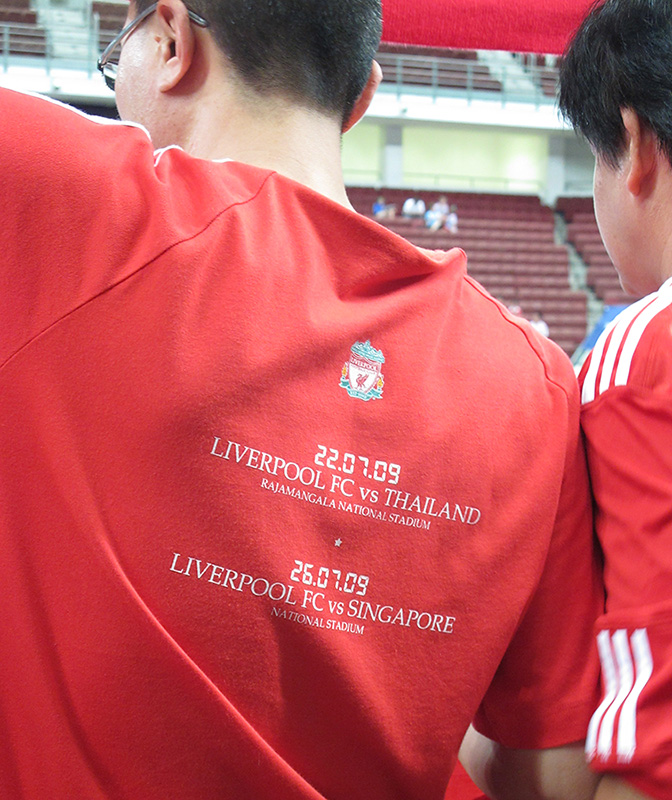 LIVERPOOL
22.07.09
LIVERPOOL FC vs THAILAND
RAJAMANGALA NATIONAL STADIUM
26.07.09
LIVERPOOL FC vs SINGAPORE
NATIONAL STADIUM